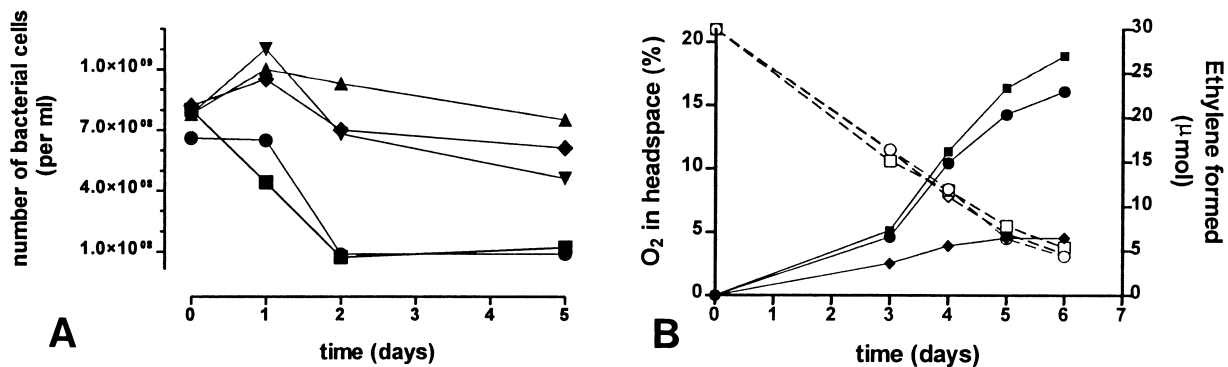 number of bacterial cells
(per ml)
1.0×10⁰⁹
7.0×10⁰⁸
4.0×10⁰⁸
1.0×10⁰⁸
0 1 2 3 4 5
time (days)
A
O₂ in headspace (%)
20
15
10
5
0
0 1 2 3 4 5 6 7
time (days)
30
25
20
15
10
5
0
Ethylene formed
(μmol)
B